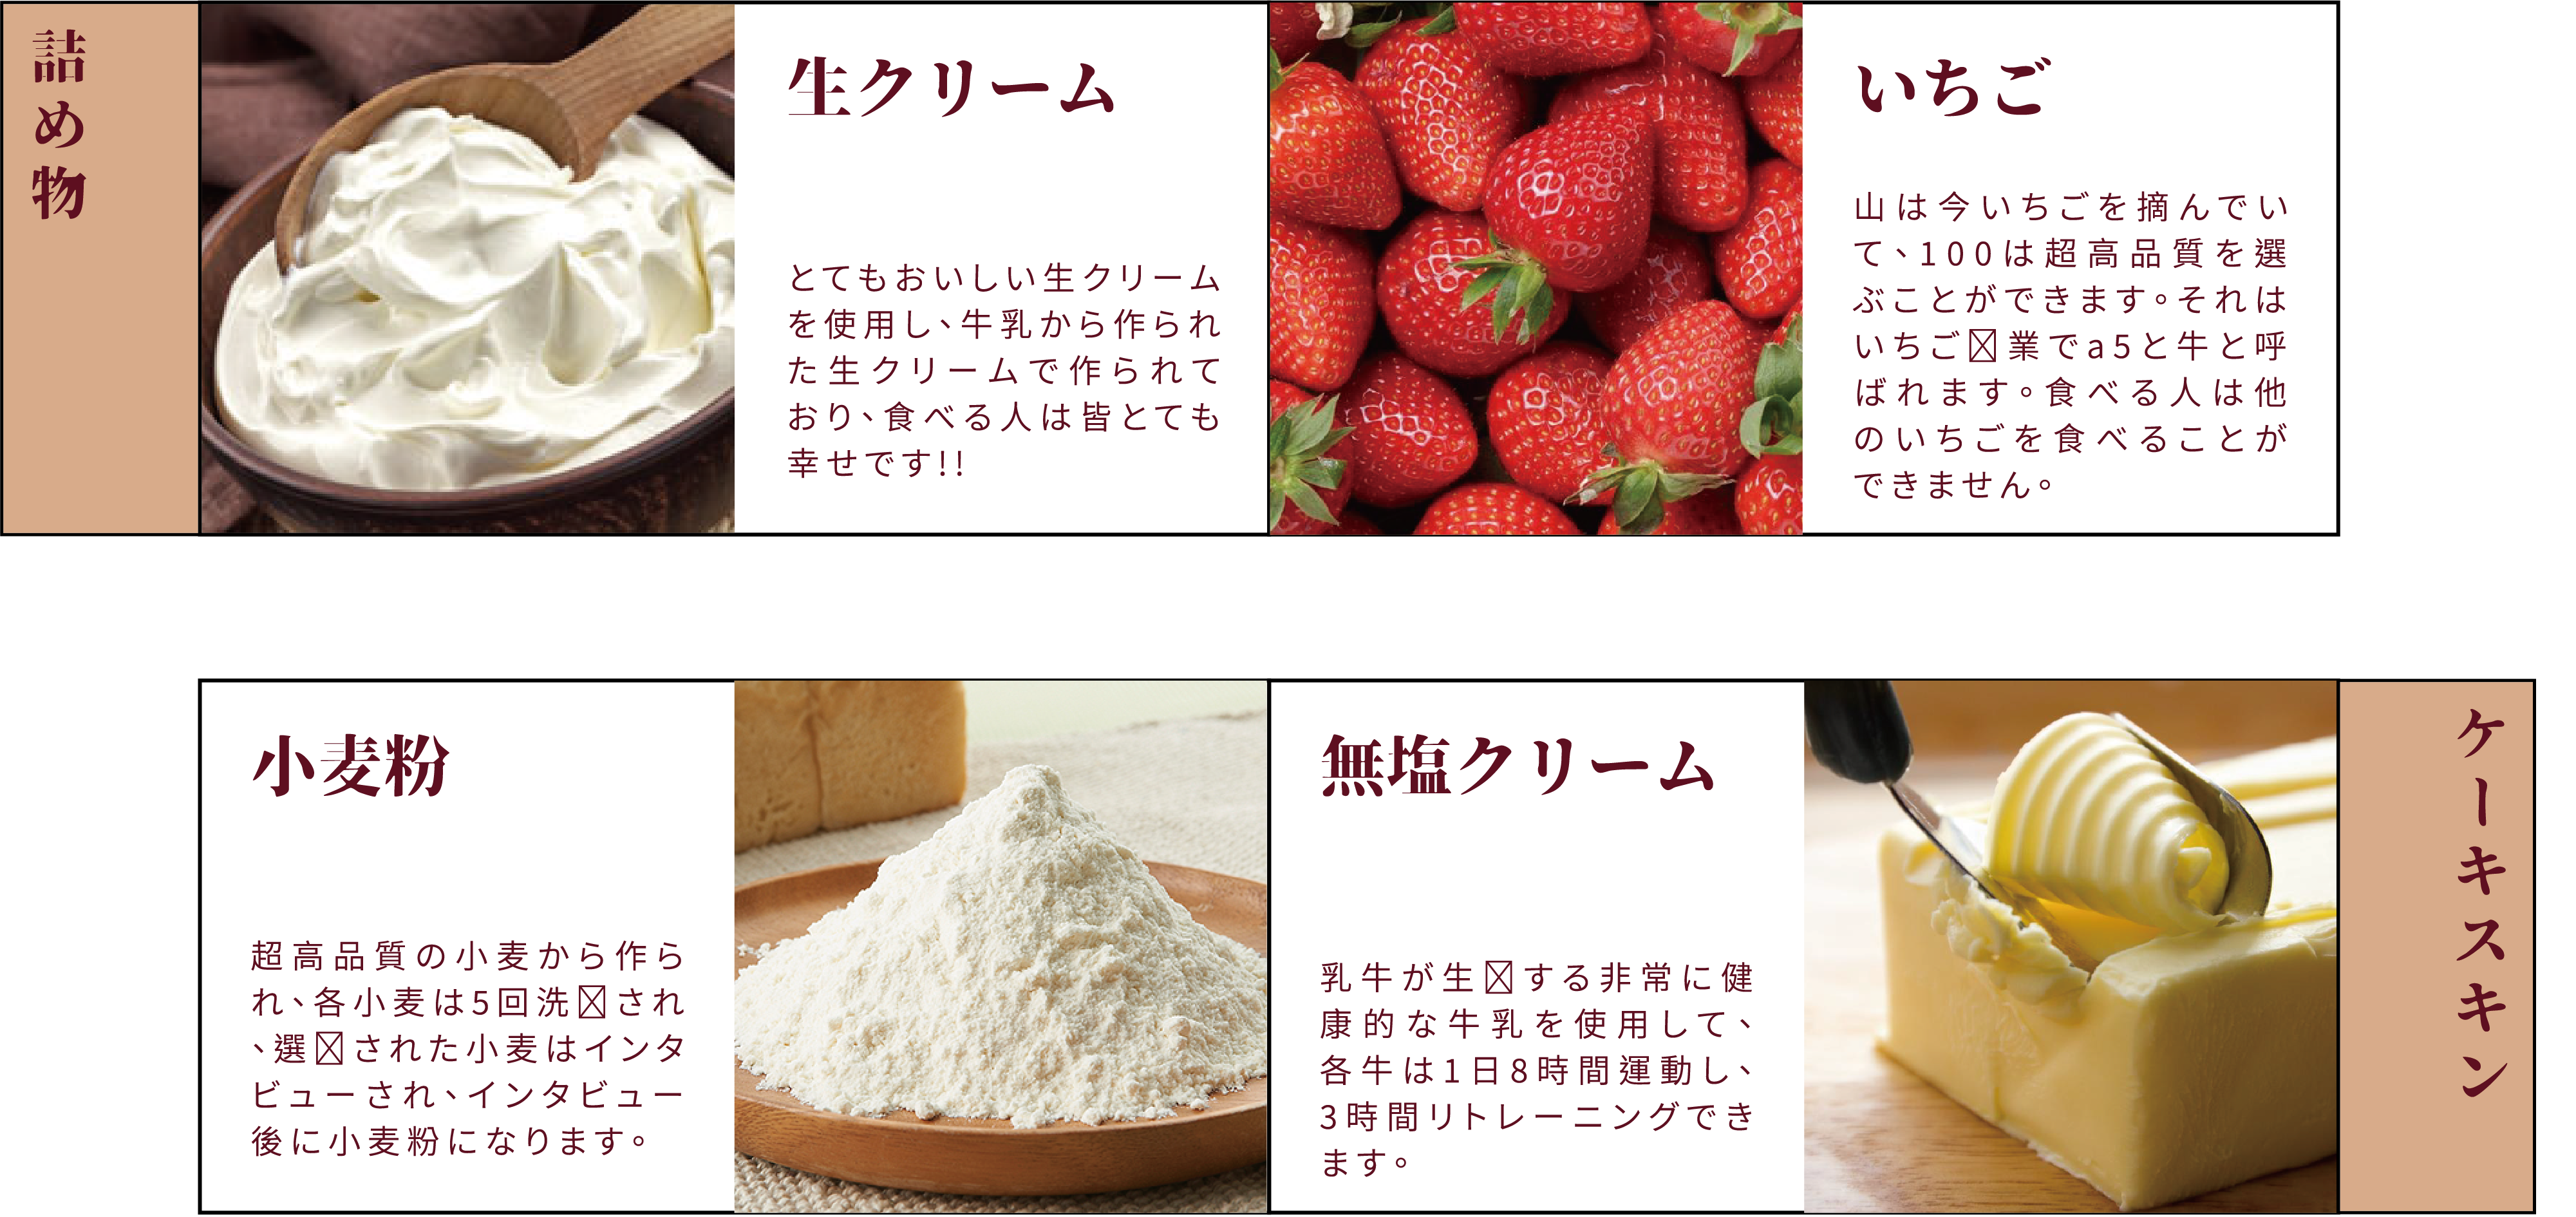 詰め物
生クリーム
とてもおいしい生クリーム
を使用し、牛乳から作られ
た生クリームで作られて
おり、食べる人は皆とても
幸せです!!
いちご
山は今いちごを摘んでい
て、100は超高品質を選
ぶことができます。それは
いちご業でa5と牛と呼
ばれます。食べる人は他
のいちごを食べることが
できません。
小麦粉
超高品質の小麦から作ら
れ、各小麦は5回洗され
、選された小麦はインタ
ビューされ、インタビュー
後に小麦粉になります。
無塩クリーム
乳牛が生する非常に健
康的な牛乳を使用して、
各牛は1日8時間運動し、
3時間リトレーニングでき
ます。
ケーキスキン